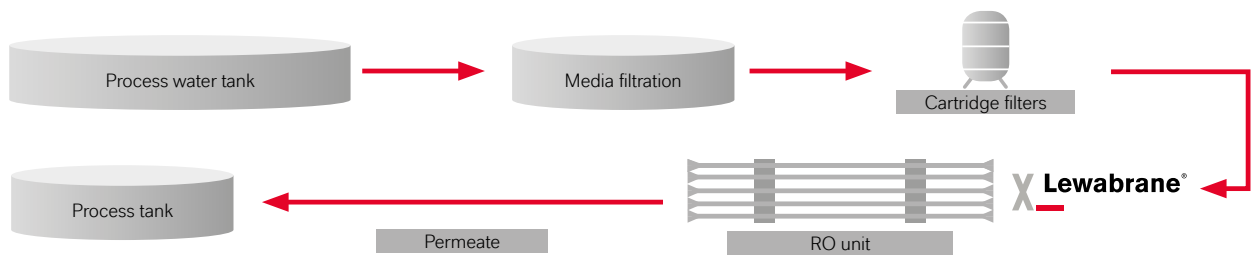 Process water tank
Media filtration
Cartridge filters
Lewabrane®
Process tank
Permeate
RO unit